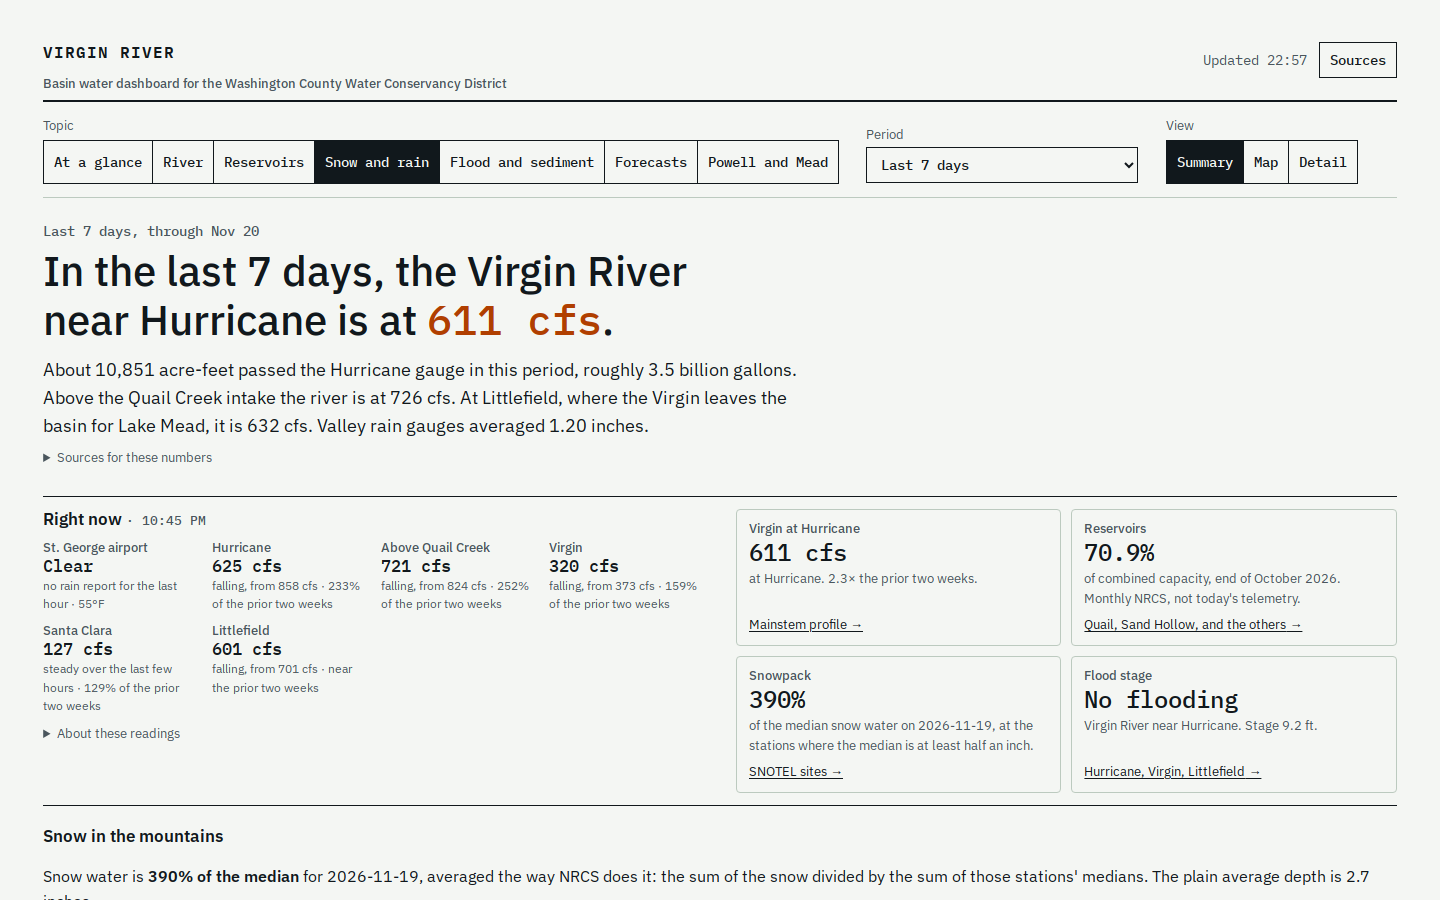 VIRGIN RIVER
Basin water dashboard for the Washington County Water Conservancy District
Updated 22:57
Sources
Topic
At a glance
River
Reservoirs
Snow and rain
Flood and sediment
Forecasts
Powell and Mead
Period
Last 7 days
View
Summary
Map
Detail
Last 7 days, through Nov 20
In the last 7 days, the Virgin River
near Hurricane is at 611 cfs.
About 10,851 acre-feet passed the Hurricane gauge in this period, roughly 3.5 billion gallons.
Above the Quail Creek intake the river is at 726 cfs. At Littlefield, where the Virgin leaves the
basin for Lake Mead, it is 632 cfs. Valley rain gauges averaged 1.20 inches.
▶ Sources for these numbers
Right now · 10:45 PM
St. George airport
Clear
no rain report for the last
hour · 55°F
Hurricane
625 cfs
falling, from 858 cfs · 233%
of the prior two weeks
Above Quail Creek
721 cfs
falling, from 824 cfs · 252%
of the prior two weeks
Virgin
320 cfs
falling, from 373 cfs · 159%
of the prior two weeks
Santa Clara
127 cfs
steady over the last few
hours · 129% of the prior
two weeks
Littlefield
601 cfs
falling, from 701 cfs · near
the prior two weeks
▶ About these readings
Virgin at Hurricane
611 cfs
at Hurricane. 2.3× the prior two weeks.
Mainstem profile →
Reservoirs
70.9%
of combined capacity, end of October 2026.
Monthly NRCS, not today's telemetry.
Quail, Sand Hollow, and the others →
Snowpack
390%
of the median snow water on 2026-11-19, at the
stations where the median is at least half an inch.
SNOTEL sites →
Flood stage
No flooding
Virgin River near Hurricane. Stage 9.2 ft.
Hurricane, Virgin, Littlefield →
Snow in the mountains
Snow water is 390% of the median for 2026-11-19, averaged the way NRCS does it: the sum of the snow divided by the sum of those stations' medians. The plain average depth is 2.7
inches.